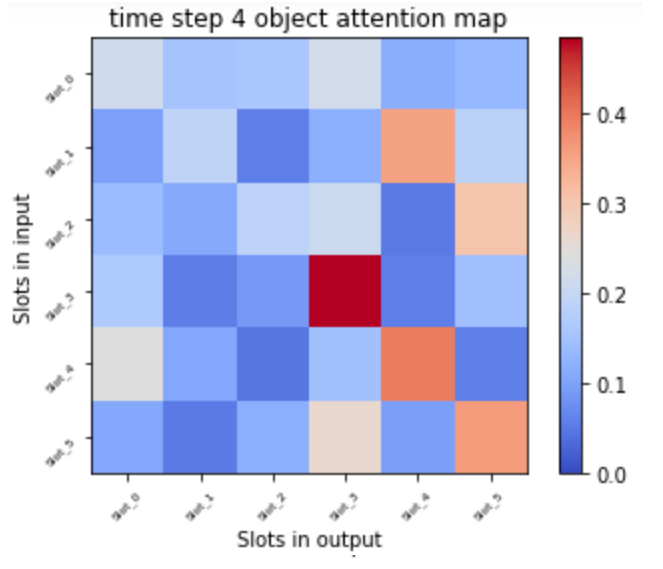 time step 4 object attention map
Slots in input
Slot_0
Slot_1
Slot_2
Slot_3
Slot_4
Slot_5
Slot_0
Slot_1
Slot_2
Slot_3
Slot_4
Slot_5
Slots in output
0.4
0.3
0.2
0.1
0.0